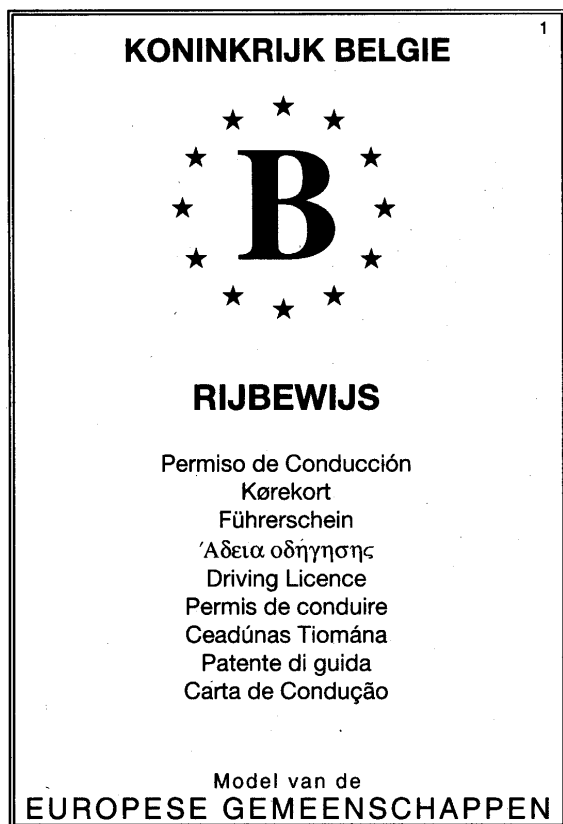 1
KONINKRIJK BELGIE
B
RIJBEWIJS
Permiso de Conducción
Kørekort
Führerschein
Άδεια οδήγησης
Driving Licence
Permis de conduire
Ceadúnas Tiomána
Patente di guida
Carta de Condução
Model van de
EUROPESE GEMEENSCHAPPEN